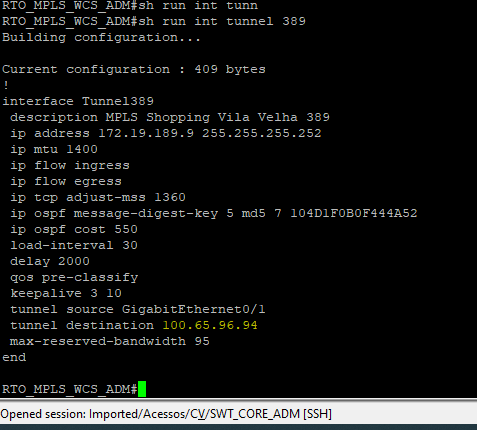 RTO_MPLS_WCS_ADM#sh run int tunn
RTO_MPLS_WCS_ADM#sh run int tunnel 389
Building configuration...

Current configuration : 409 bytes
!
interface Tunnel389
 description MPLS Shopping Vila Velha 389
 ip address 172.19.189.9 255.255.255.252
 ip mtu 1400
 ip flow ingress
 ip flow egress
 ip tcp adjust-mss 1360
 ip ospf message-digest-key 5 md5 7 104D1F0B0F444A52
 ip ospf cost 550
 load-interval 30
 delay 2000
 qos pre-classify
 keepalive 3 10
 tunnel source GigabitEthernet0/1
 tunnel destination 100.65.96.94
 max-reserved-bandwidth 95
end

RTO_MPLS_WCS_ADM#
Opened session: Imported/Acessos/CV/SWT_CORE_ADM [SSH]